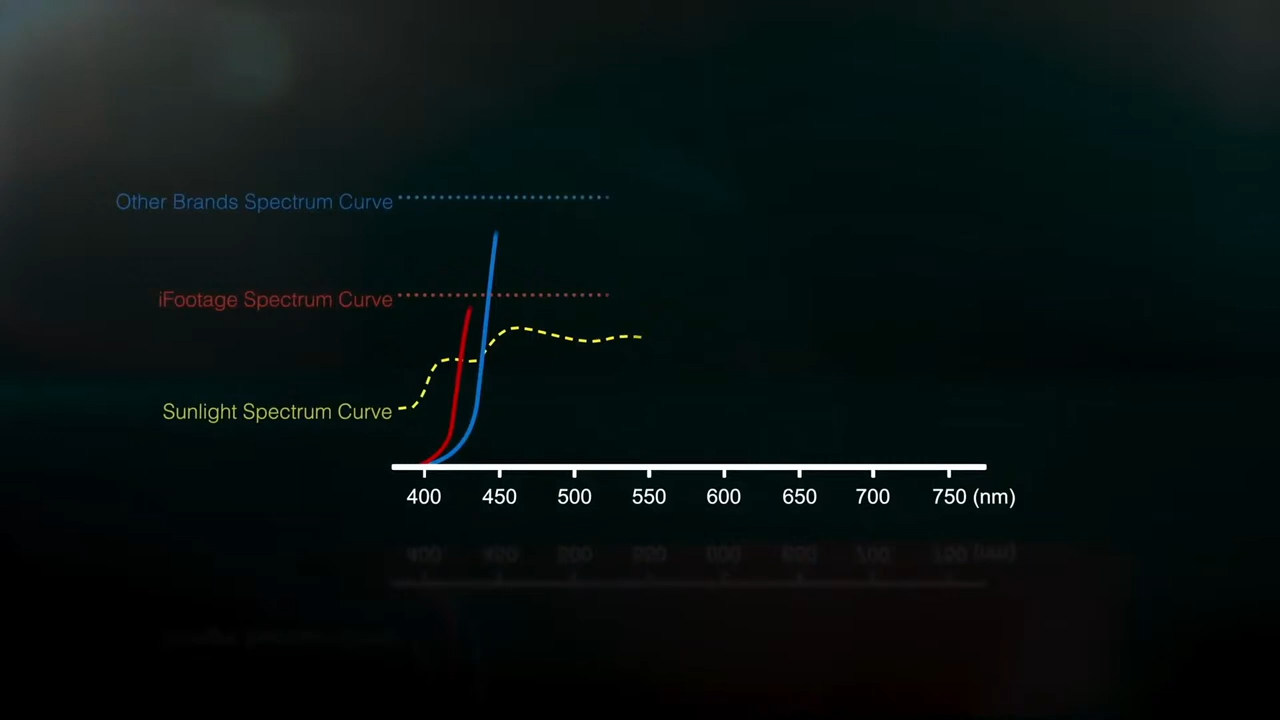 Other Brands Spectrum Curve
iFootage Spectrum Curve
Sunlight Spectrum Curve
400 450 500 550 600 650 700 750 (nm)